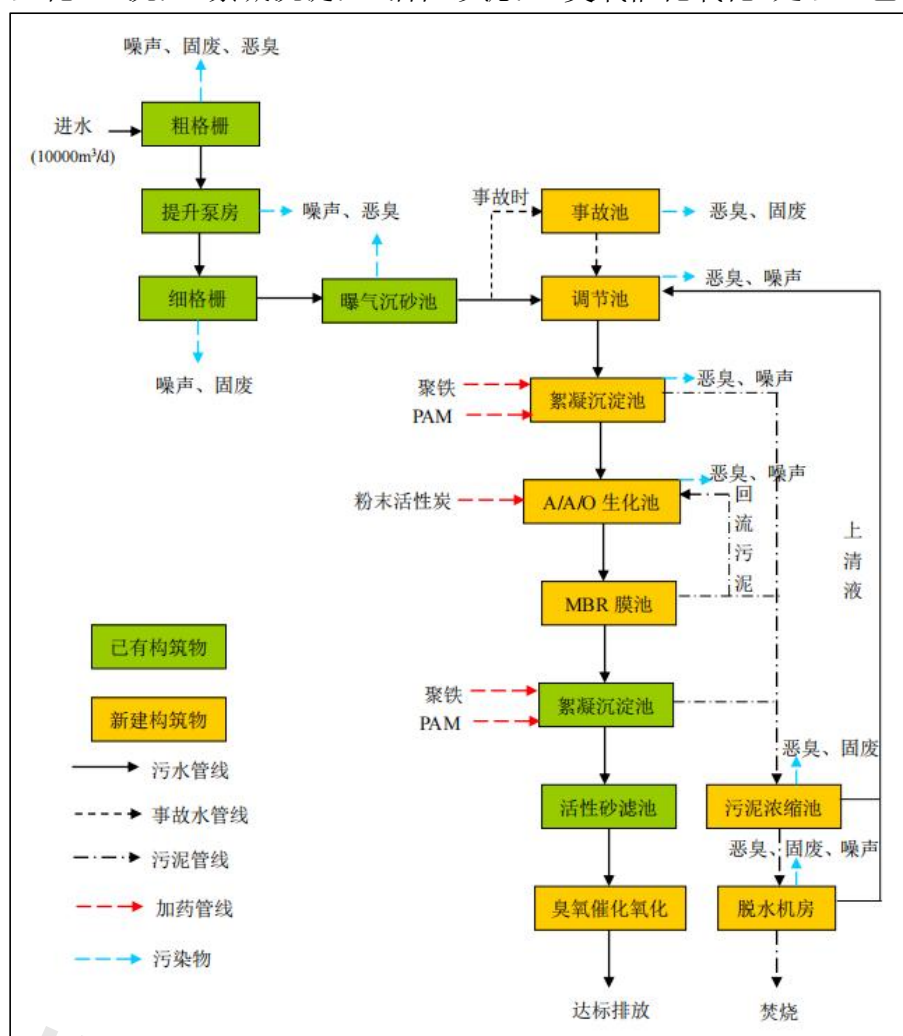 噪声、固废、恶臭
进水
(10000m³/d)
粗格栅
提升泵房
噪声、恶臭
事故时
事故池
恶臭、固废
细格栅
曝气沉砂池
调节池
恶臭、噪声
噪声、固废
聚铁
PAM
絮凝沉淀池
恶臭、噪声
粉末活性炭
A/A/O 生化池
恶臭、噪声
回流污泥
上清液
MBR 膜池
已有构筑物
聚铁
PAM
絮凝沉淀池
新建构筑物
污水管线
事故水管线
活性砂滤池
恶臭、固废
污泥浓缩池
污泥管线
恶臭、固废、噪声
加药管线
臭氧催化氧化
脱水机房
污染物
达标排放
焚烧